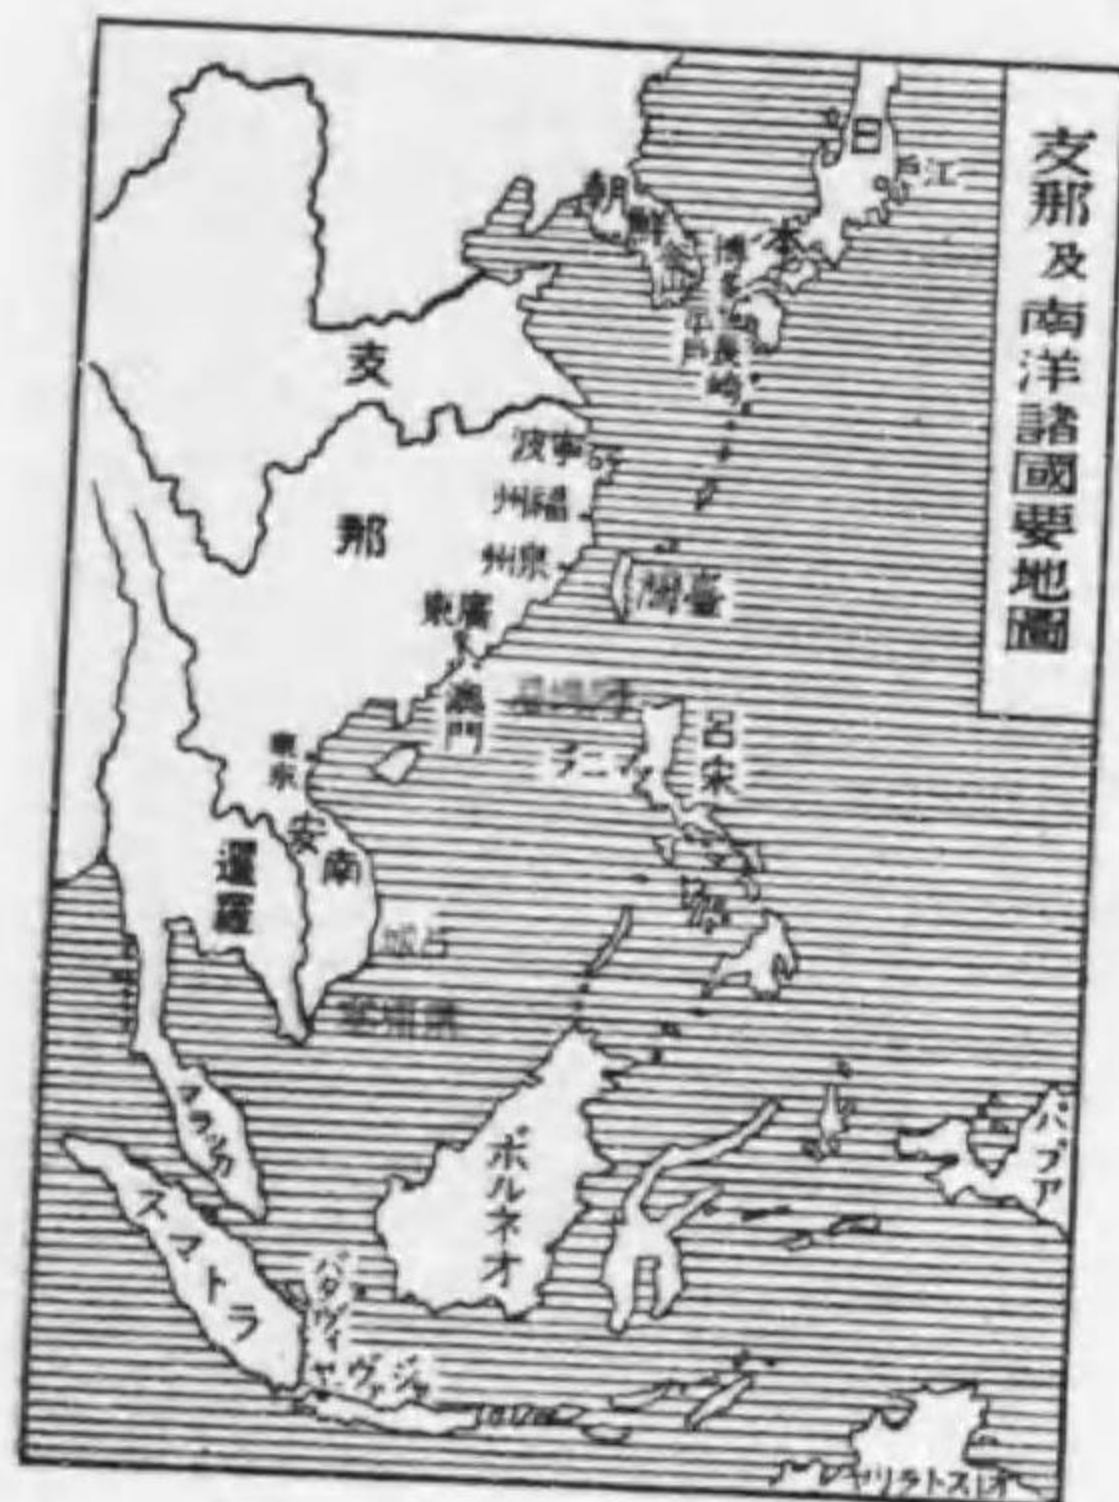 支那及南洋諸國要地圖
日本
江戶
朝鮮
釜山
博多
平戶
長崎
支那
波寧
州福
州泉
臺灣
東廣
澳門
呂宋
マニラ
東京
安南
暹羅
占城
マラッカ
スマトラ
ボルネオ
パプア
バタヴィヤ
ジャヴァ
オーストラリヤ